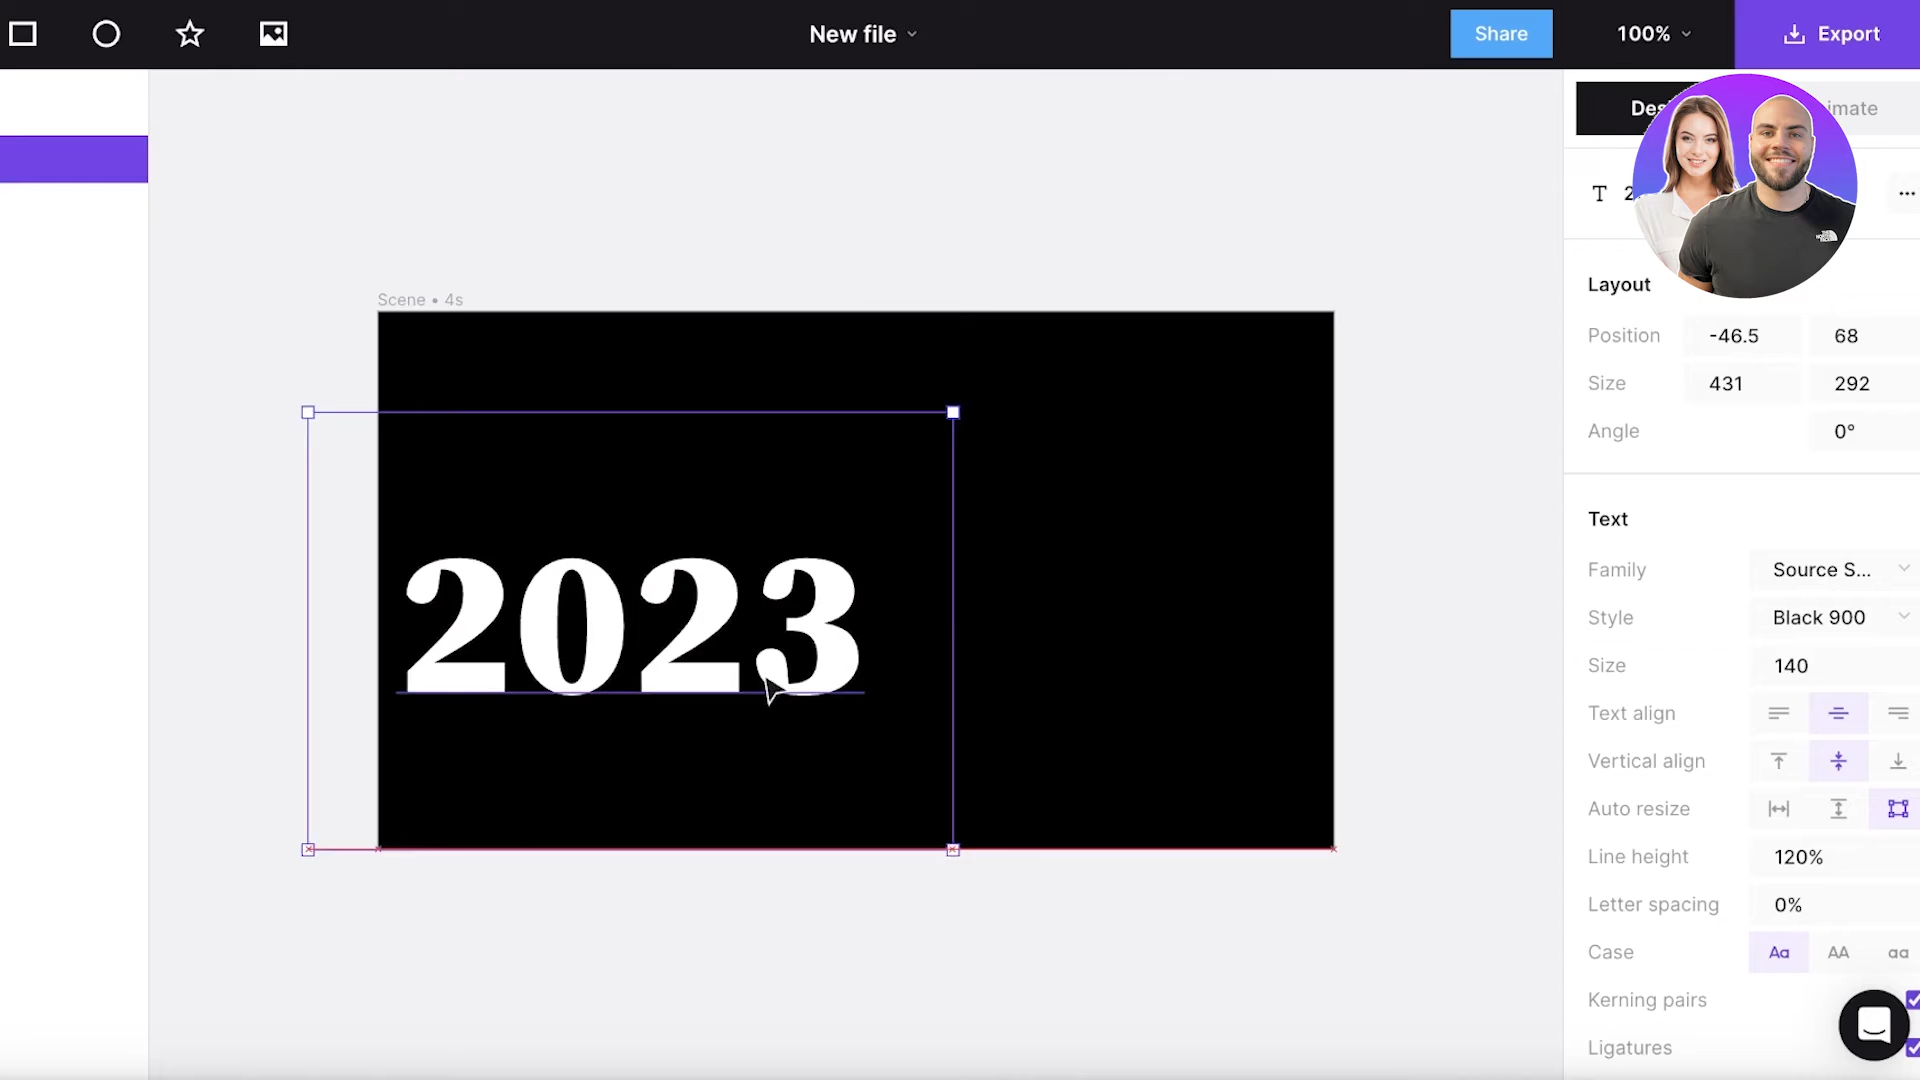 New file
Share
100%
Export
Des
imate
T 2
Scene • 4s
Layout
Position -46.5 68
Size 431 292
Angle 0°
2023
Text
Family Source S...
Style Black 900
Size 140
Text align
Vertical align
Auto resize
Line height 120%
Letter spacing 0%
Case Aa AA aa
Kerning pairs
Ligatures